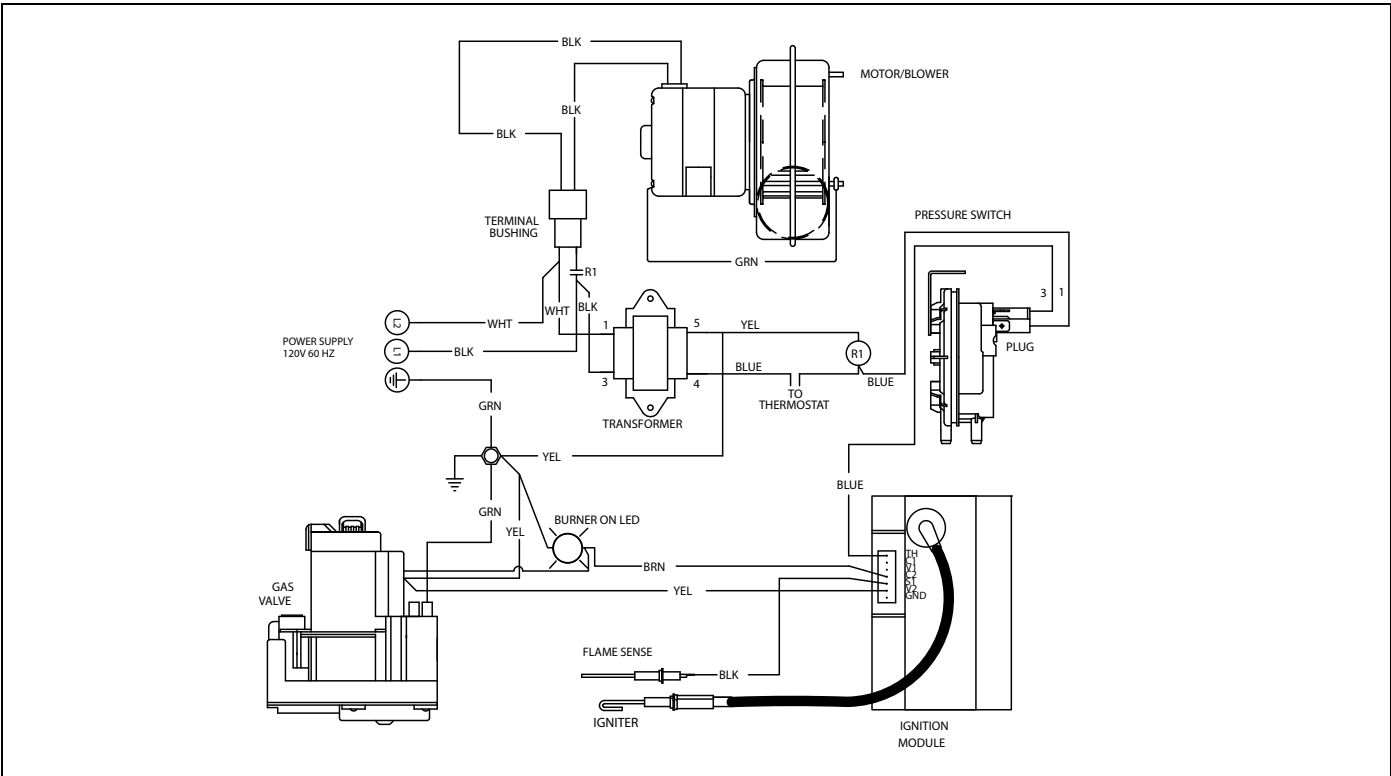 BLK
MOTOR/BLOWER
BLK
BLK
PRESSURE SWITCH
TERMINAL
BUSHING
GRN
R1
3
1
WHT
BLK
L2
WHT
1
5
YEL
POWER SUPPLY
120V 60 HZ
L1
BLK
R1
PLUG
BLUE
BLUE
3
4
TO
THERMOSTAT
TRANSFORMER
GRN
YEL
BLUE
GRN
YEL
BURNER ON LED
TH
C1
V1
C2
S1
V2
GND
BRN
GAS
VALVE
YEL
FLAME SENSE
BLK
IGNITER
IGNITION
MODULE